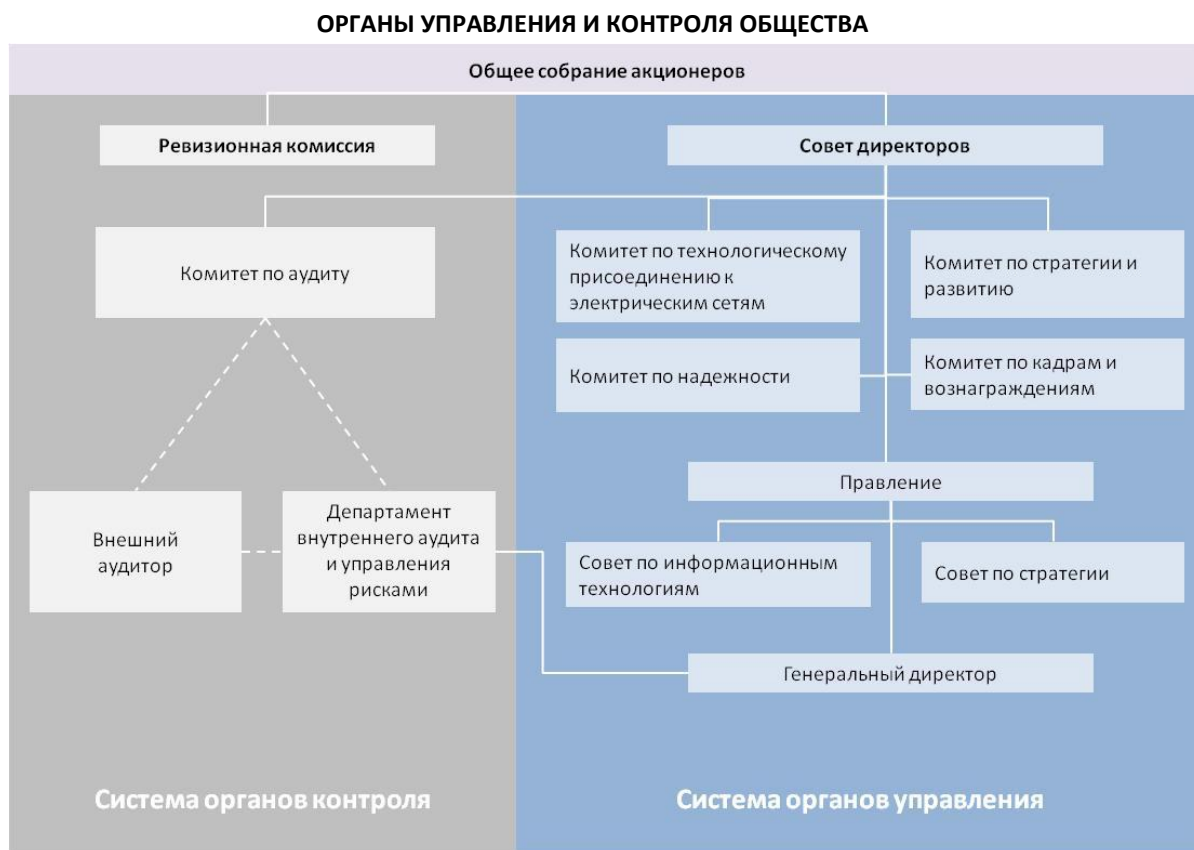 ОРГАНЫ УПРАВЛЕНИЯ И КОНТРОЛЯ ОБЩЕСТВА
Общее собрание акционеров
Ревизионная комиссия
Совет директоров
Комитет по аудиту
Комитет по технологическому
присоединению к
электрическим сетям
Комитет по стратегии и
развитию
Комитет по надежности
Комитет по кадрам и
вознаграждениям
Правление
Внешний
аудитор
Департамент
внутреннего аудита
и управления
рисками
Совет по информационным
технологиям
Совет по стратегии
Генеральный директор
Система органов контроля
Система органов управления